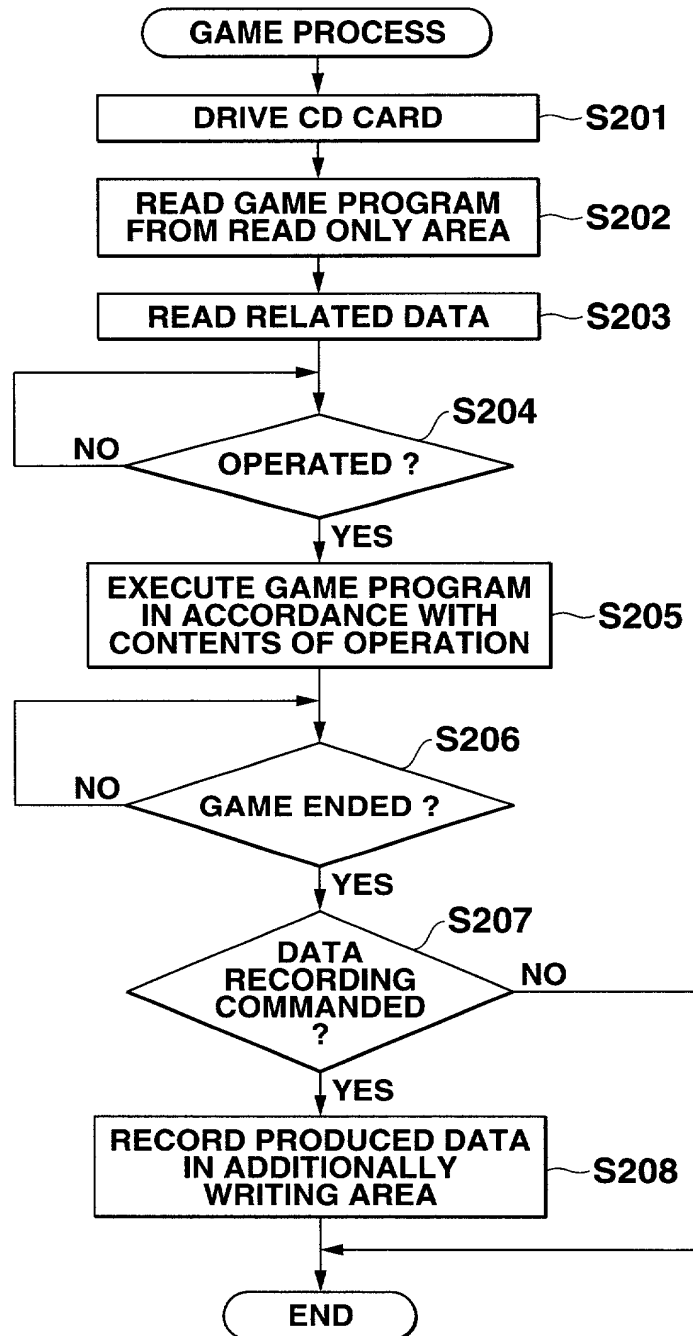 GAME PROCESS
DRIVE CD CARD
S201
READ GAME PROGRAM
FROM READ ONLY AREA
S202
READ RELATED DATA
S203
S204
NO
OPERATED ?
YES
EXECUTE GAME PROGRAM
IN ACCORDANCE WITH
CONTENTS OF OPERATION
S205
S206
NO
GAME ENDED ?
YES
S207
DATA
RECORDING
COMMANDED
?
NO
YES
RECORD PRODUCED DATA
IN ADDITIONALLY
WRITING AREA
S208
END